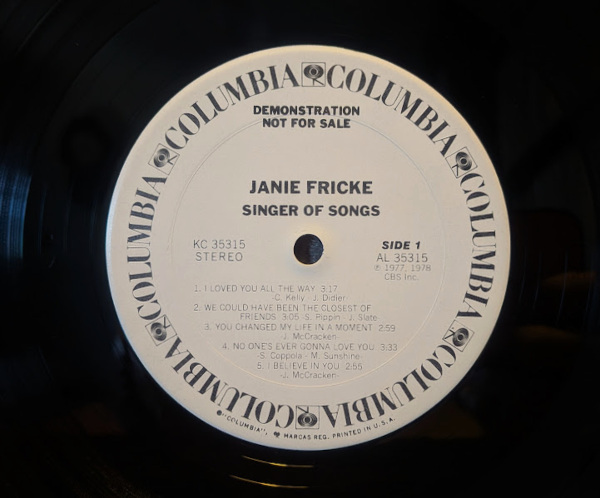 COLUMBIA COLUMBIA COLUMBIA COLUMBIA COLUMBIA COLUMBIA
DEMONSTRATION
NOT FOR SALE
JANIE FRICKE
SINGER OF SONGS
KC 35315
STEREO
SIDE 1
AL 35315
℗ 1977, 1978
CBS Inc.
1. I LOVED YOU ALL THE WAY 3:17
-C. Kelly - J. Didier-
2. WE COULD HAVE BEEN THE CLOSEST OF
FRIENDS 3:05 -S. Pippin - J. Slate-
3. YOU CHANGED MY LIFE IN A MOMENT 2:59
-J. McCracken-
4. NO ONE'S EVER GONNA LOVE YOU 3:33
-S. Coppola - M. Sunshine-
5. I BELIEVE IN YOU 2:55
-J. McCracken-
"COLUMBIA", MARCAS REG. PRINTED IN U.S.A.